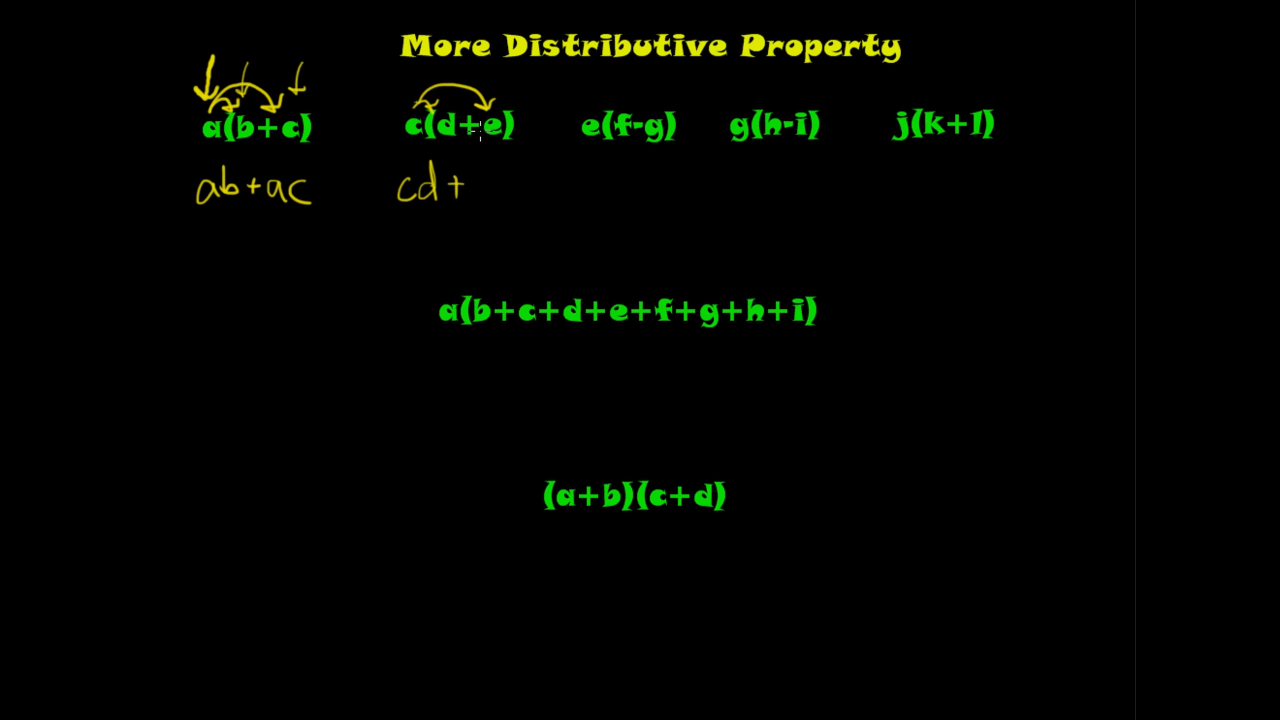 More Distributive Property
a(b+c) c(d+e) e(f-g) g(h-i) j(k+l)
ab+ac cd+
a(b+c+d+e+f+g+h+i)
(a+b)(c+d)